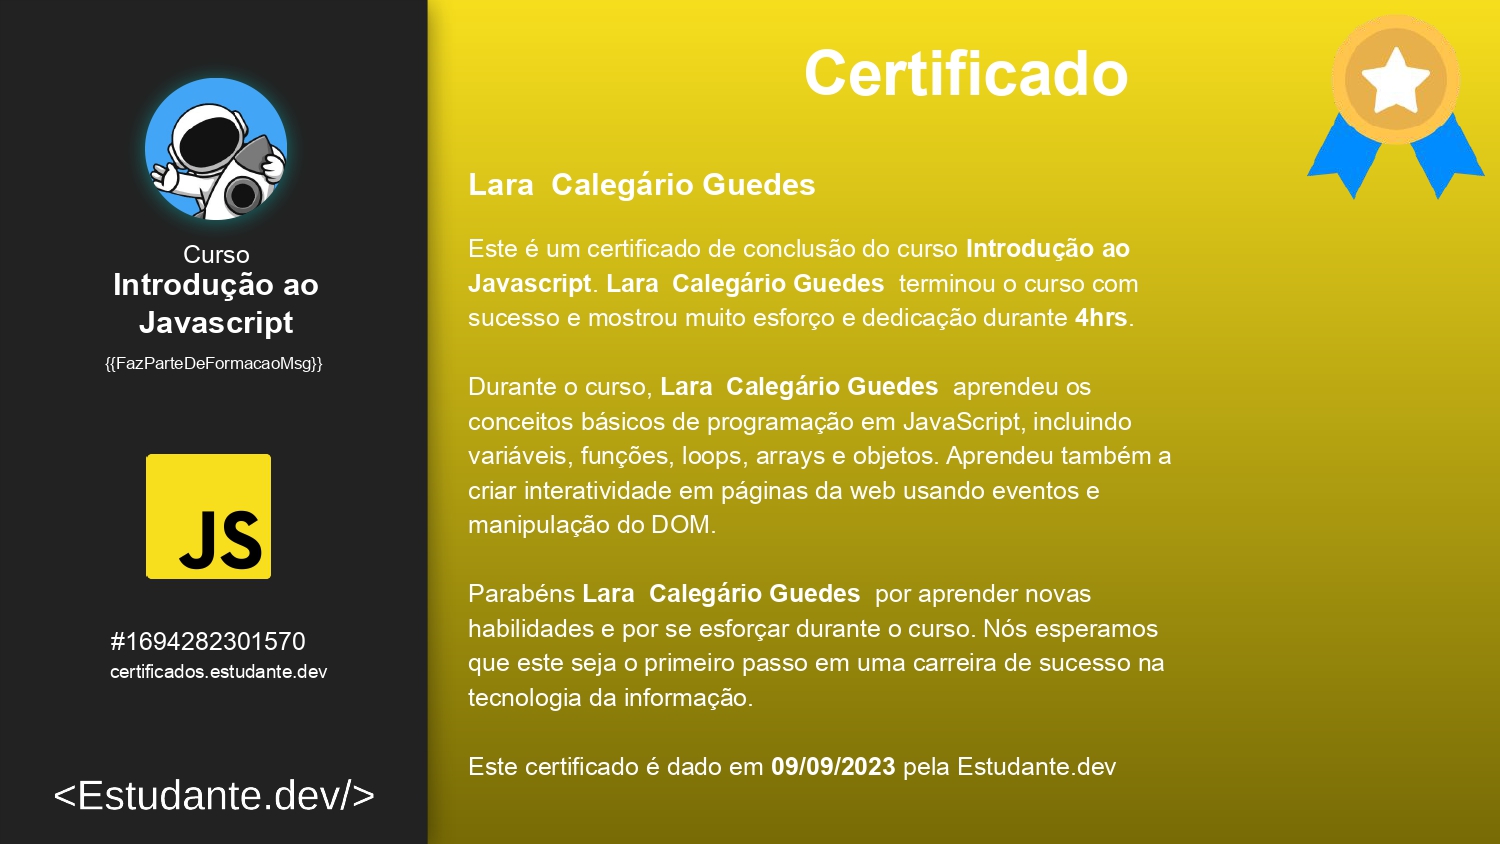 Curso
Introdução ao
Javascript
{{FazParteDeFormacaoMsg}}
JS
#1694282301570
certificados.estudante.dev
<Estudante.dev/>
Certificado
Lara  Calegário Guedes
Este é um certificado de conclusão do curso Introdução ao
Javascript. Lara  Calegário Guedes  terminou o curso com
sucesso e mostrou muito esforço e dedicação durante 4hrs.
Durante o curso, Lara  Calegário Guedes  aprendeu os
conceitos básicos de programação em JavaScript, incluindo
variáveis, funções, loops, arrays e objetos. Aprendeu também a
criar interatividade em páginas da web usando eventos e
manipulação do DOM.
Parabéns Lara  Calegário Guedes  por aprender novas
habilidades e por se esforçar durante o curso. Nós esperamos
que este seja o primeiro passo em uma carreira de sucesso na
tecnologia da informação.
Este certificado é dado em 09/09/2023 pela Estudante.dev